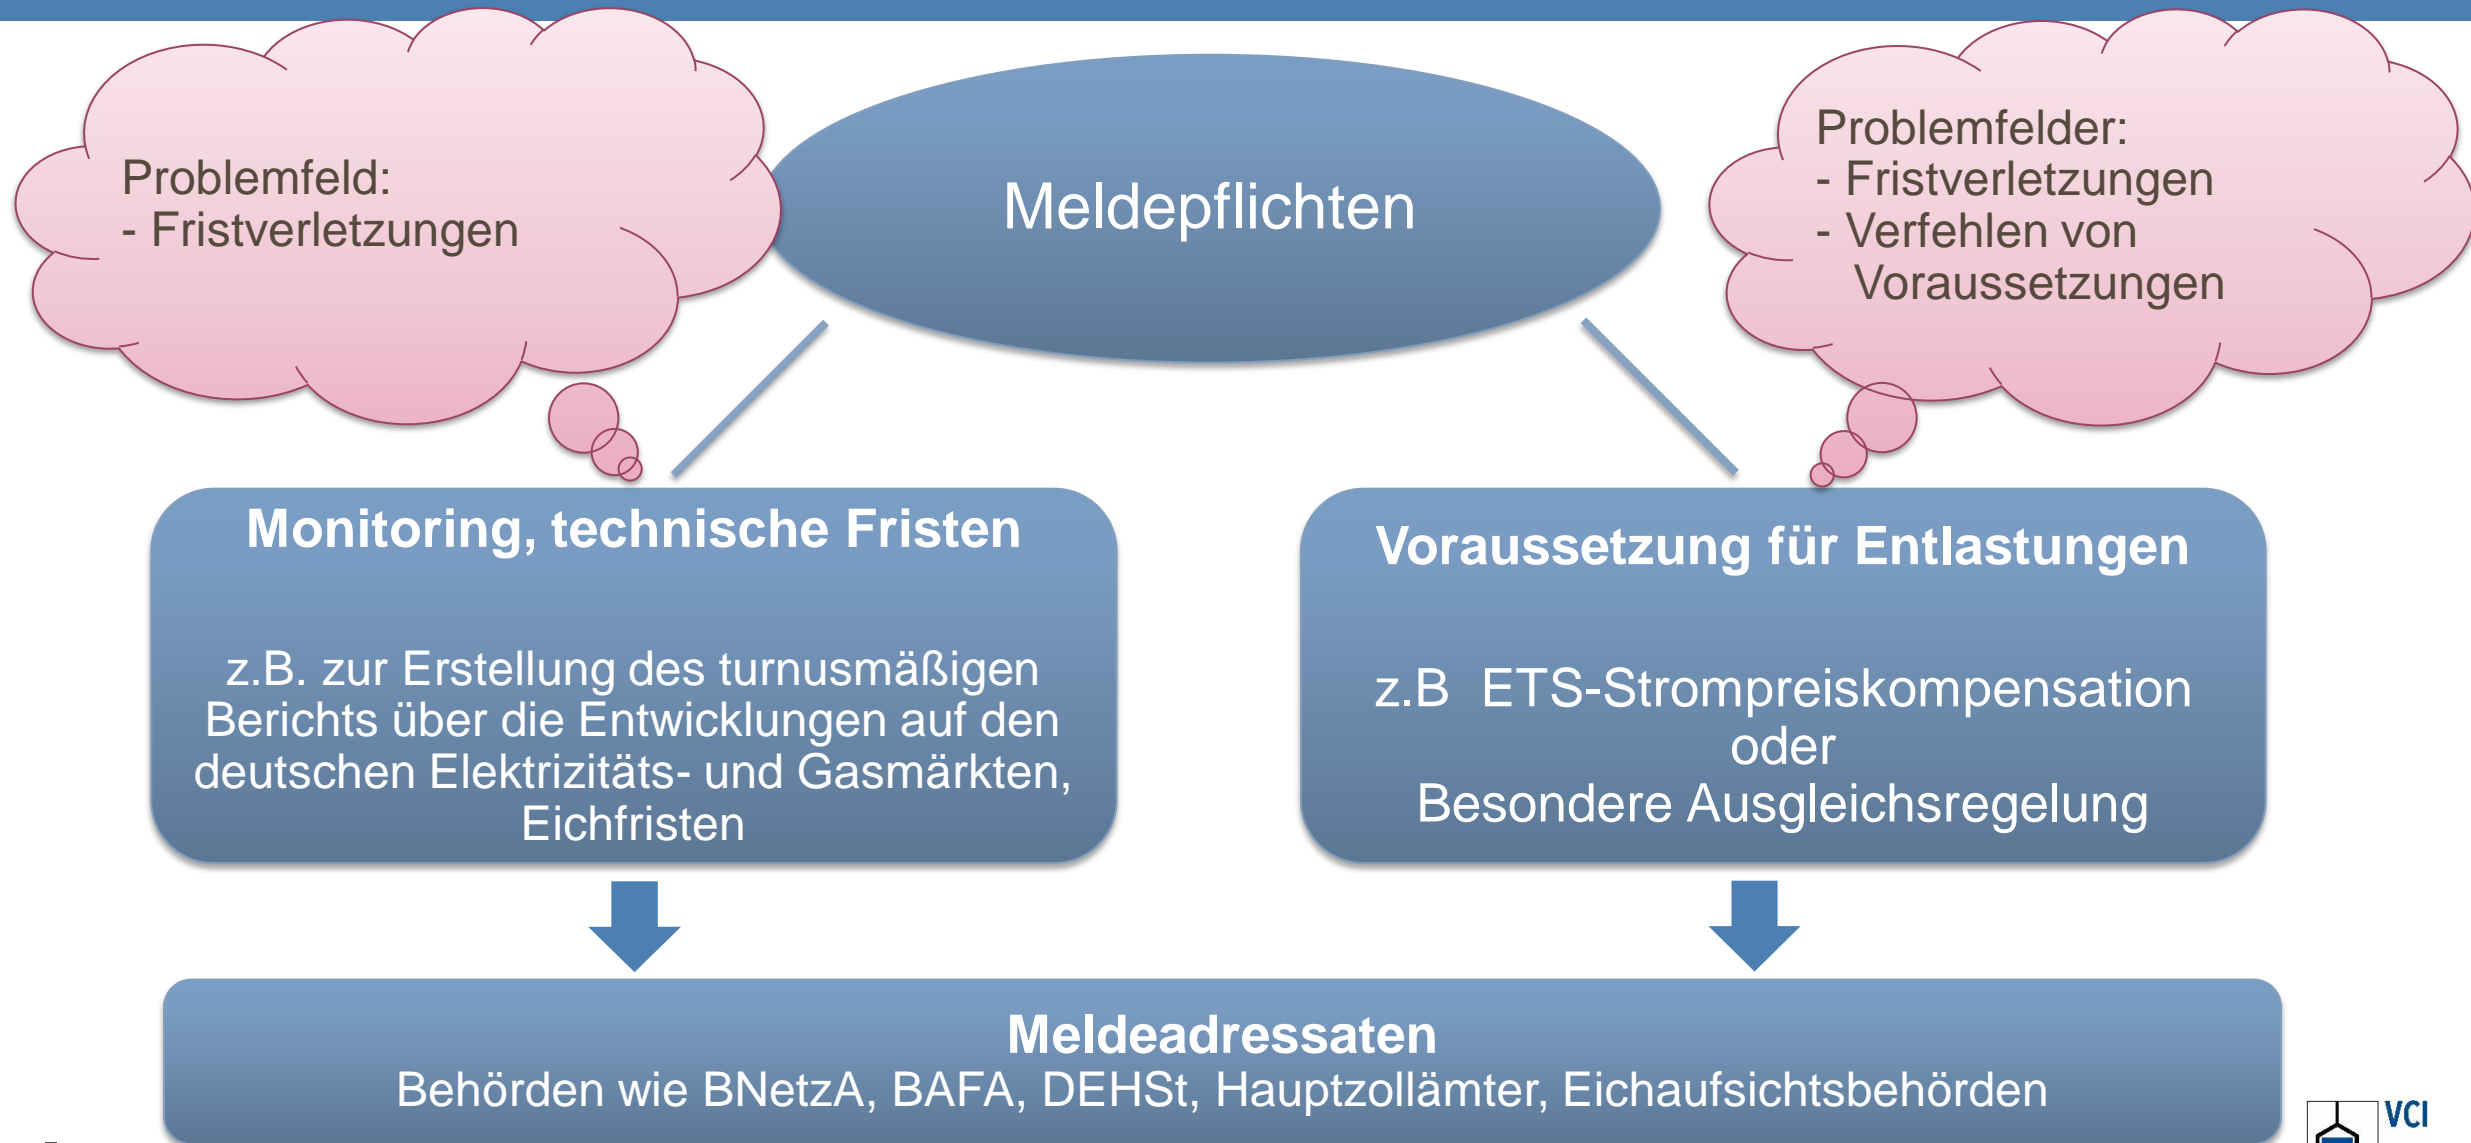 Problemfeld:
- Fristverletzungen
Meldepflichten
Problemfelder:
- Fristverletzungen
- Verfehlen von
Voraussetzungen
Monitoring, technische Fristen
z.B. zur Erstellung des turnusmäßigen
Berichts über die Entwicklungen auf den
deutschen Elektrizitäts- und Gasmärkten,
Eichfristen
Voraussetzung für Entlastungen
z.B  ETS-Strompreiskompensation
oder
Besondere Ausgleichsregelung
Meldeadressaten
Behörden wie BNetzA, BAFA, DEHSt, Hauptzollämter, Eichaufsichtsbehörden
VCI